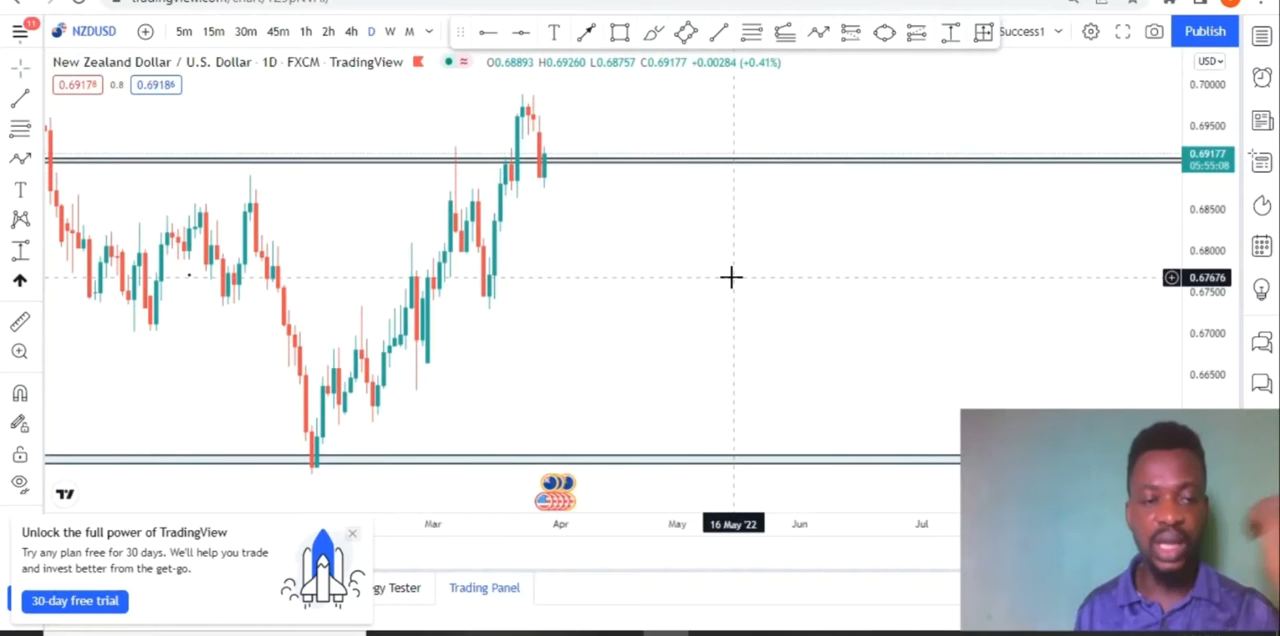 11
NZDUSD
5m 15m 30m 45m 1h 2h 4h D W M
T
Success1
Publish
New Zealand Dollar / U.S. Dollar · 1D · FXCM · TradingView
O0.68893 H0.69260 L0.68757 C0.69177 +0.00284 (+0.41%)
USD
0.69178
0.8
0.69186
0.70000
0.69500
0.69177
05:55:08
0.68500
0.68000
0.67676
0.67500
0.67000
0.66500
T
Mar
Apr
May
16 May '22
Jun
Jul
Unlock the full power of TradingView
Try any plan free for 30 days. We'll help you trade
and invest better from the get-go.
30-day free trial
gy Tester
Trading Panel